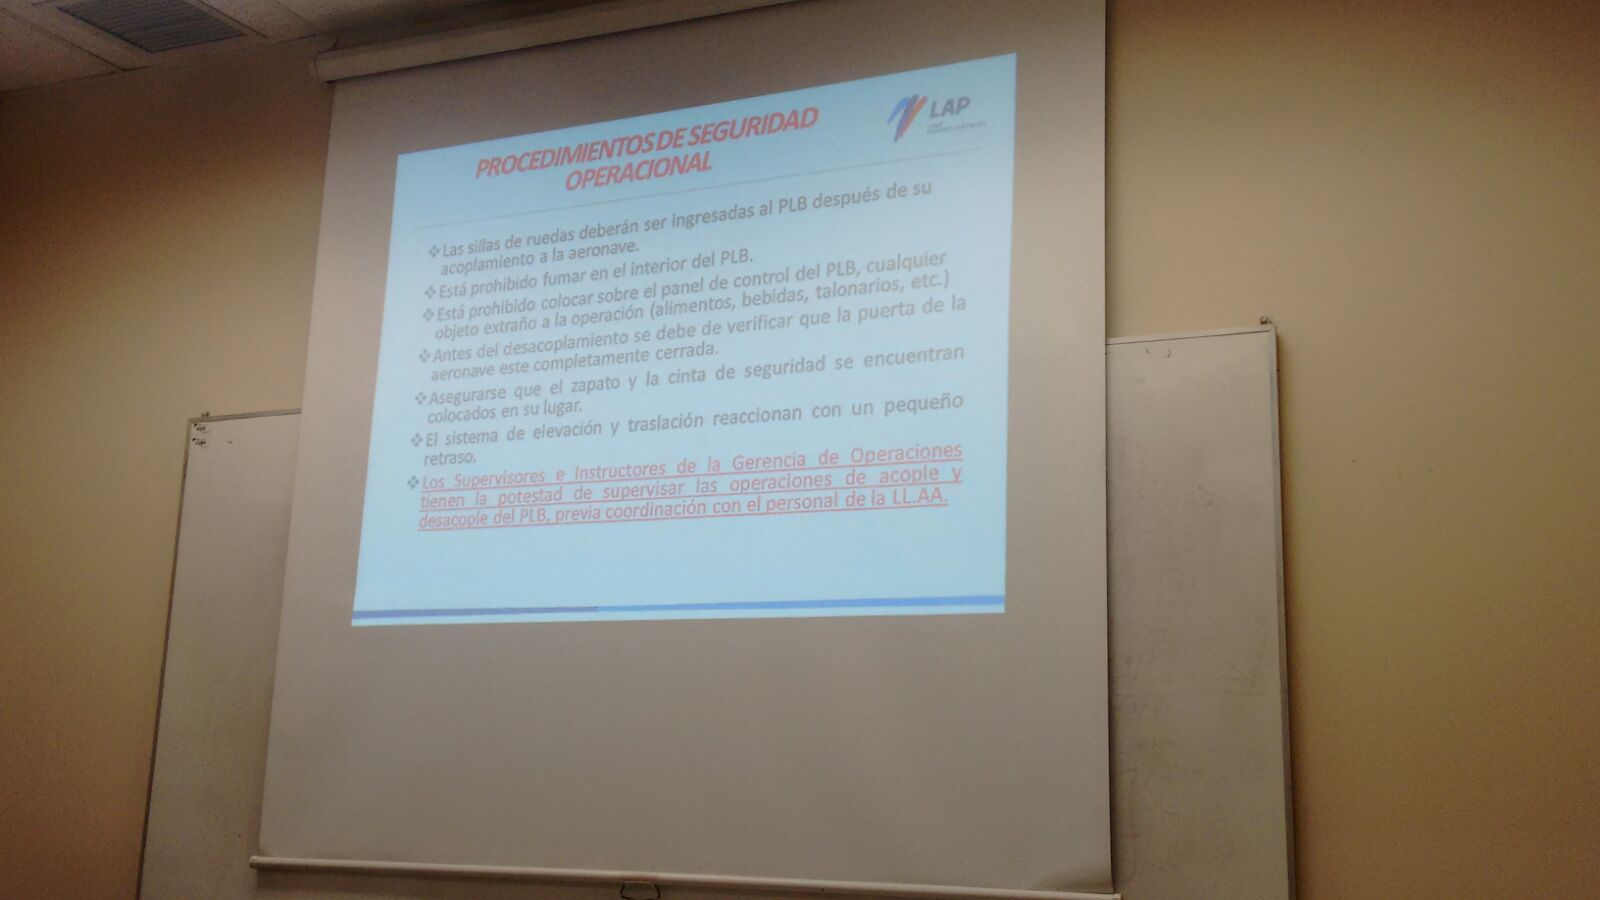 PROCEDIMIENTOS DE SEGURIDAD
OPERACIONAL
LAP
Las sillas de ruedas deberán ser ingresadas al PLB después de su
acoplamiento a la aeronave.
Está prohibido fumar en el interior del PLB.
Está prohibido colocar sobre el panel de control del PLB, cualquier
objeto extraño a la operación (alimentos, bebidas, talonarios, etc.)
Antes del desacoplamiento se debe de verificar que la puerta de la
aeronave este completamente cerrada.
Asegurarse que el zapato y la cinta de seguridad se encuentran
colocados en su lugar.
El sistema de elevación y traslación reaccionan con un pequeño
retraso.
Los Supervisores e Instructores de la Gerencia de Operaciones
tienen la potestad de supervisar las operaciones de acople y
desacople del PLB, previa coordinación con el personal de la LL.AA.